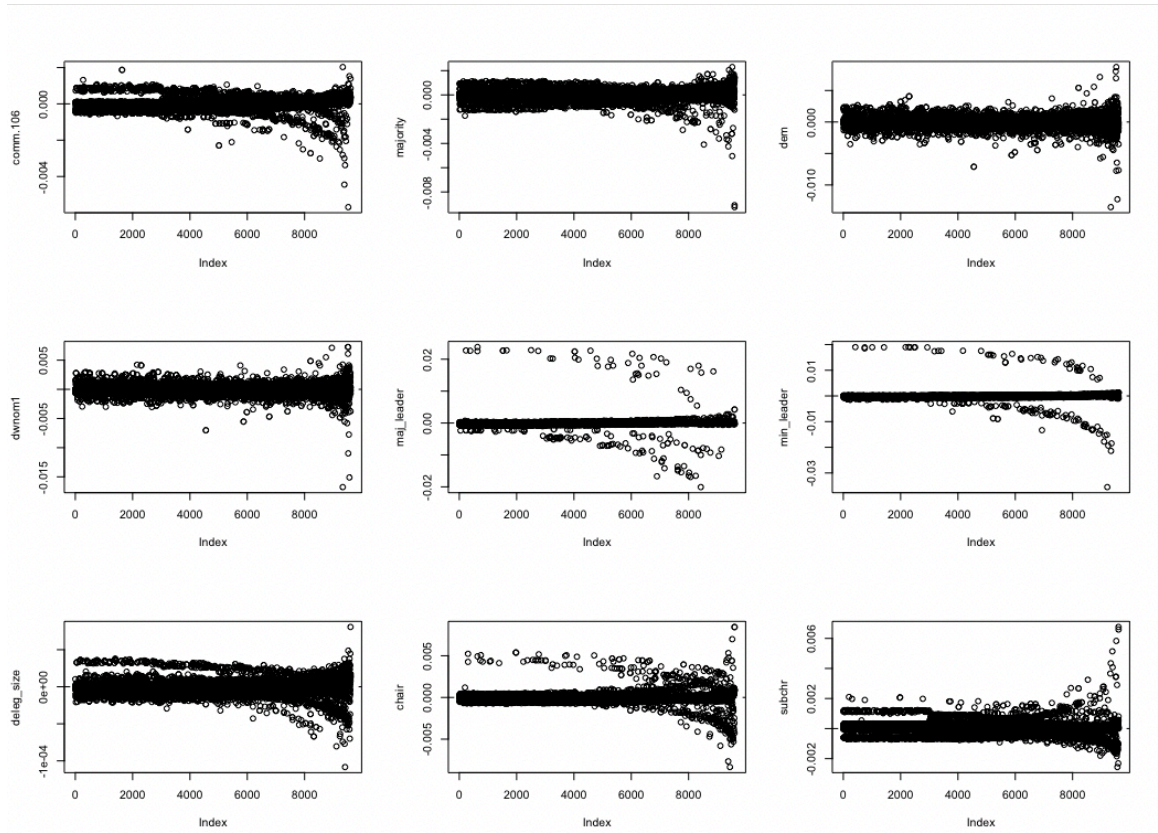 comm.106
0.000
-0.004
0 2000 4000 6000 8000
Index
majority
0.000
-0.004
-0.008
0 2000 4000 6000 8000
Index
dem
0.000
-0.010
0 2000 4000 6000 8000
Index
dwnom1
0.005
-0.005
-0.015
0 2000 4000 6000 8000
Index
maj_leader
0.02
0.00
-0.02
0 2000 4000 6000 8000
Index
min_leader
0.01
-0.01
-0.03
0 2000 4000 6000 8000
Index
deleg_size
0e+00
-1e-04
0 2000 4000 6000 8000
Index
chair
0.005
0.000
-0.005
0 2000 4000 6000 8000
Index
subchr
0.006
0.002
-0.002
0 2000 4000 6000 8000
Index